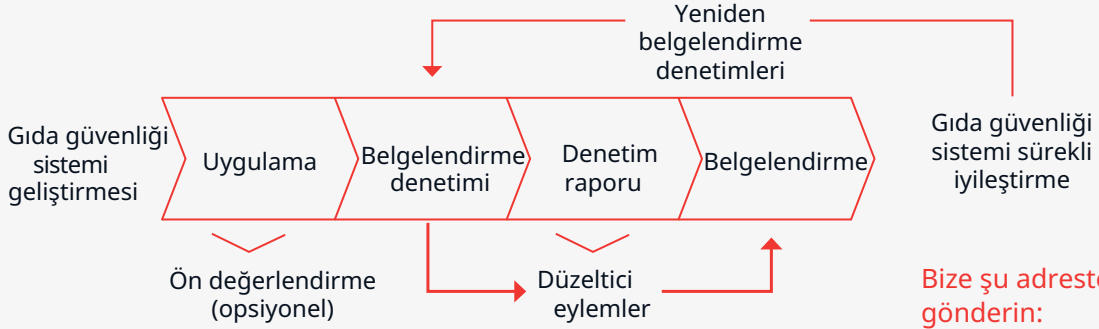 Yeniden
belgelendirme
denetimleri
Gıda güvenliği
sistemi
geliştirmesi
Uygulama
Belgelendirme
denetimi
Denetim
raporu
Belgelendirme
Gıda güvenliği
sistemi sürekli
iyileştirme
Ön değerlendirme
(opsiyonel)
Düzeltici
eylemler
Bize şu
gönderin: